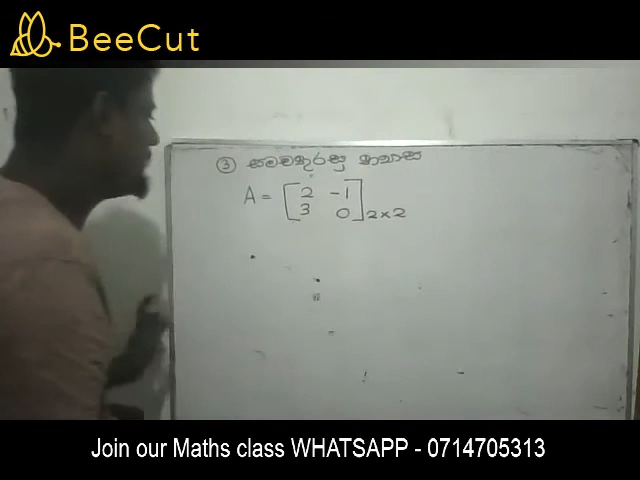 BeeCut
③ සමචතුරස්‍ර න්‍යාස
A = [ 2 -1
3 0 ] 2×2
Join our Maths class WHATSAPP - 0714705313